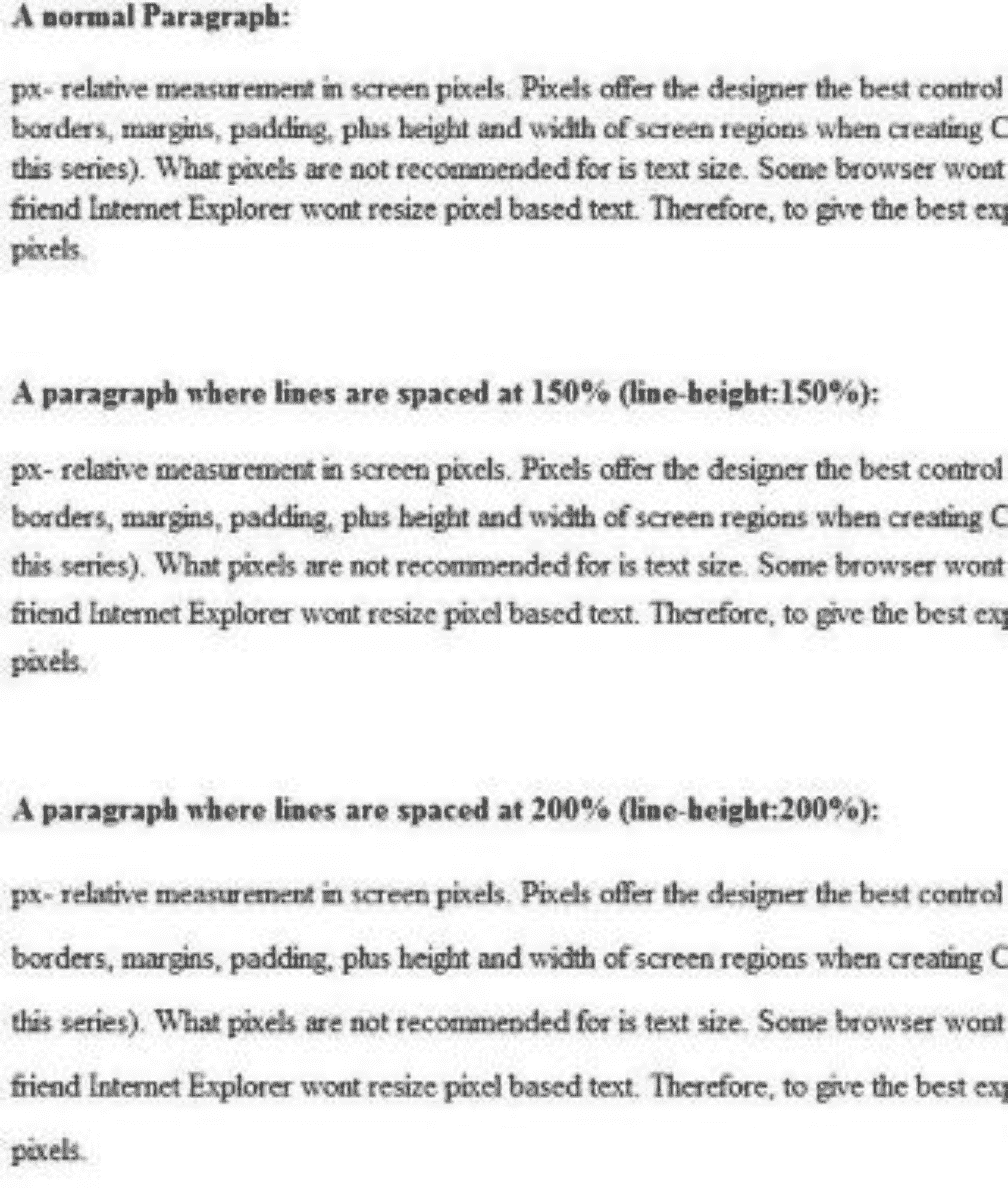 A normal Paragraph:
px- relative measurement in screen pixels. Pixels offer the designer the best control
borders, margins, padding, plus height and width of screen regions when creating C
this series). What pixels are not recommended for is text size. Some browser wont
friend Internet Explorer wont resize pixel based text. Therefore, to give the best exp
pixels.
A paragraph where lines are spaced at 150% (line-height:150%):
px- relative measurement in screen pixels. Pixels offer the designer the best control
borders, margins, padding, plus height and width of screen regions when creating C
this series). What pixels are not recommended for is text size. Some browser wont
friend Internet Explorer wont resize pixel based text. Therefore, to give the best exp
pixels.
A paragraph where lines are spaced at 200% (line-height:200%):
px- relative measurement in screen pixels. Pixels offer the designer the best control
borders, margins, padding, plus height and width of screen regions when creating C
this series). What pixels are not recommended for is text size. Some browser wont
friend Internet Explorer wont resize pixel based text. Therefore, to give the best exp
pixels.